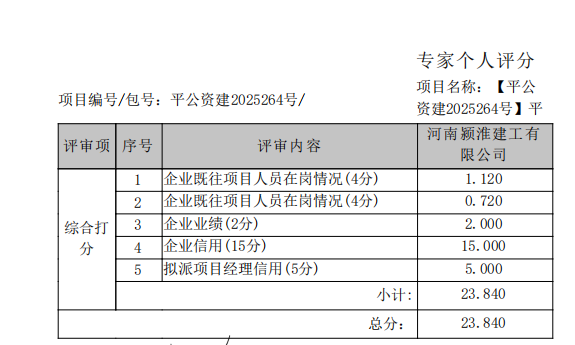 专家个人评分
项目编号/包号：平公资建2025264号/
项目名称：【平公
资建2025264号】平
评审项 序号 评审内容 河南颍淮建工有
限公司
综合打
分
1 企业既往项目人员在岗情况(4分) 1.120
2 企业既往项目人员在岗情况(4分) 0.720
3 企业业绩(2分) 2.000
4 企业信用(15分) 15.000
5 拟派项目经理信用(5分) 5.000
小计: 23.840
总分： 23.840